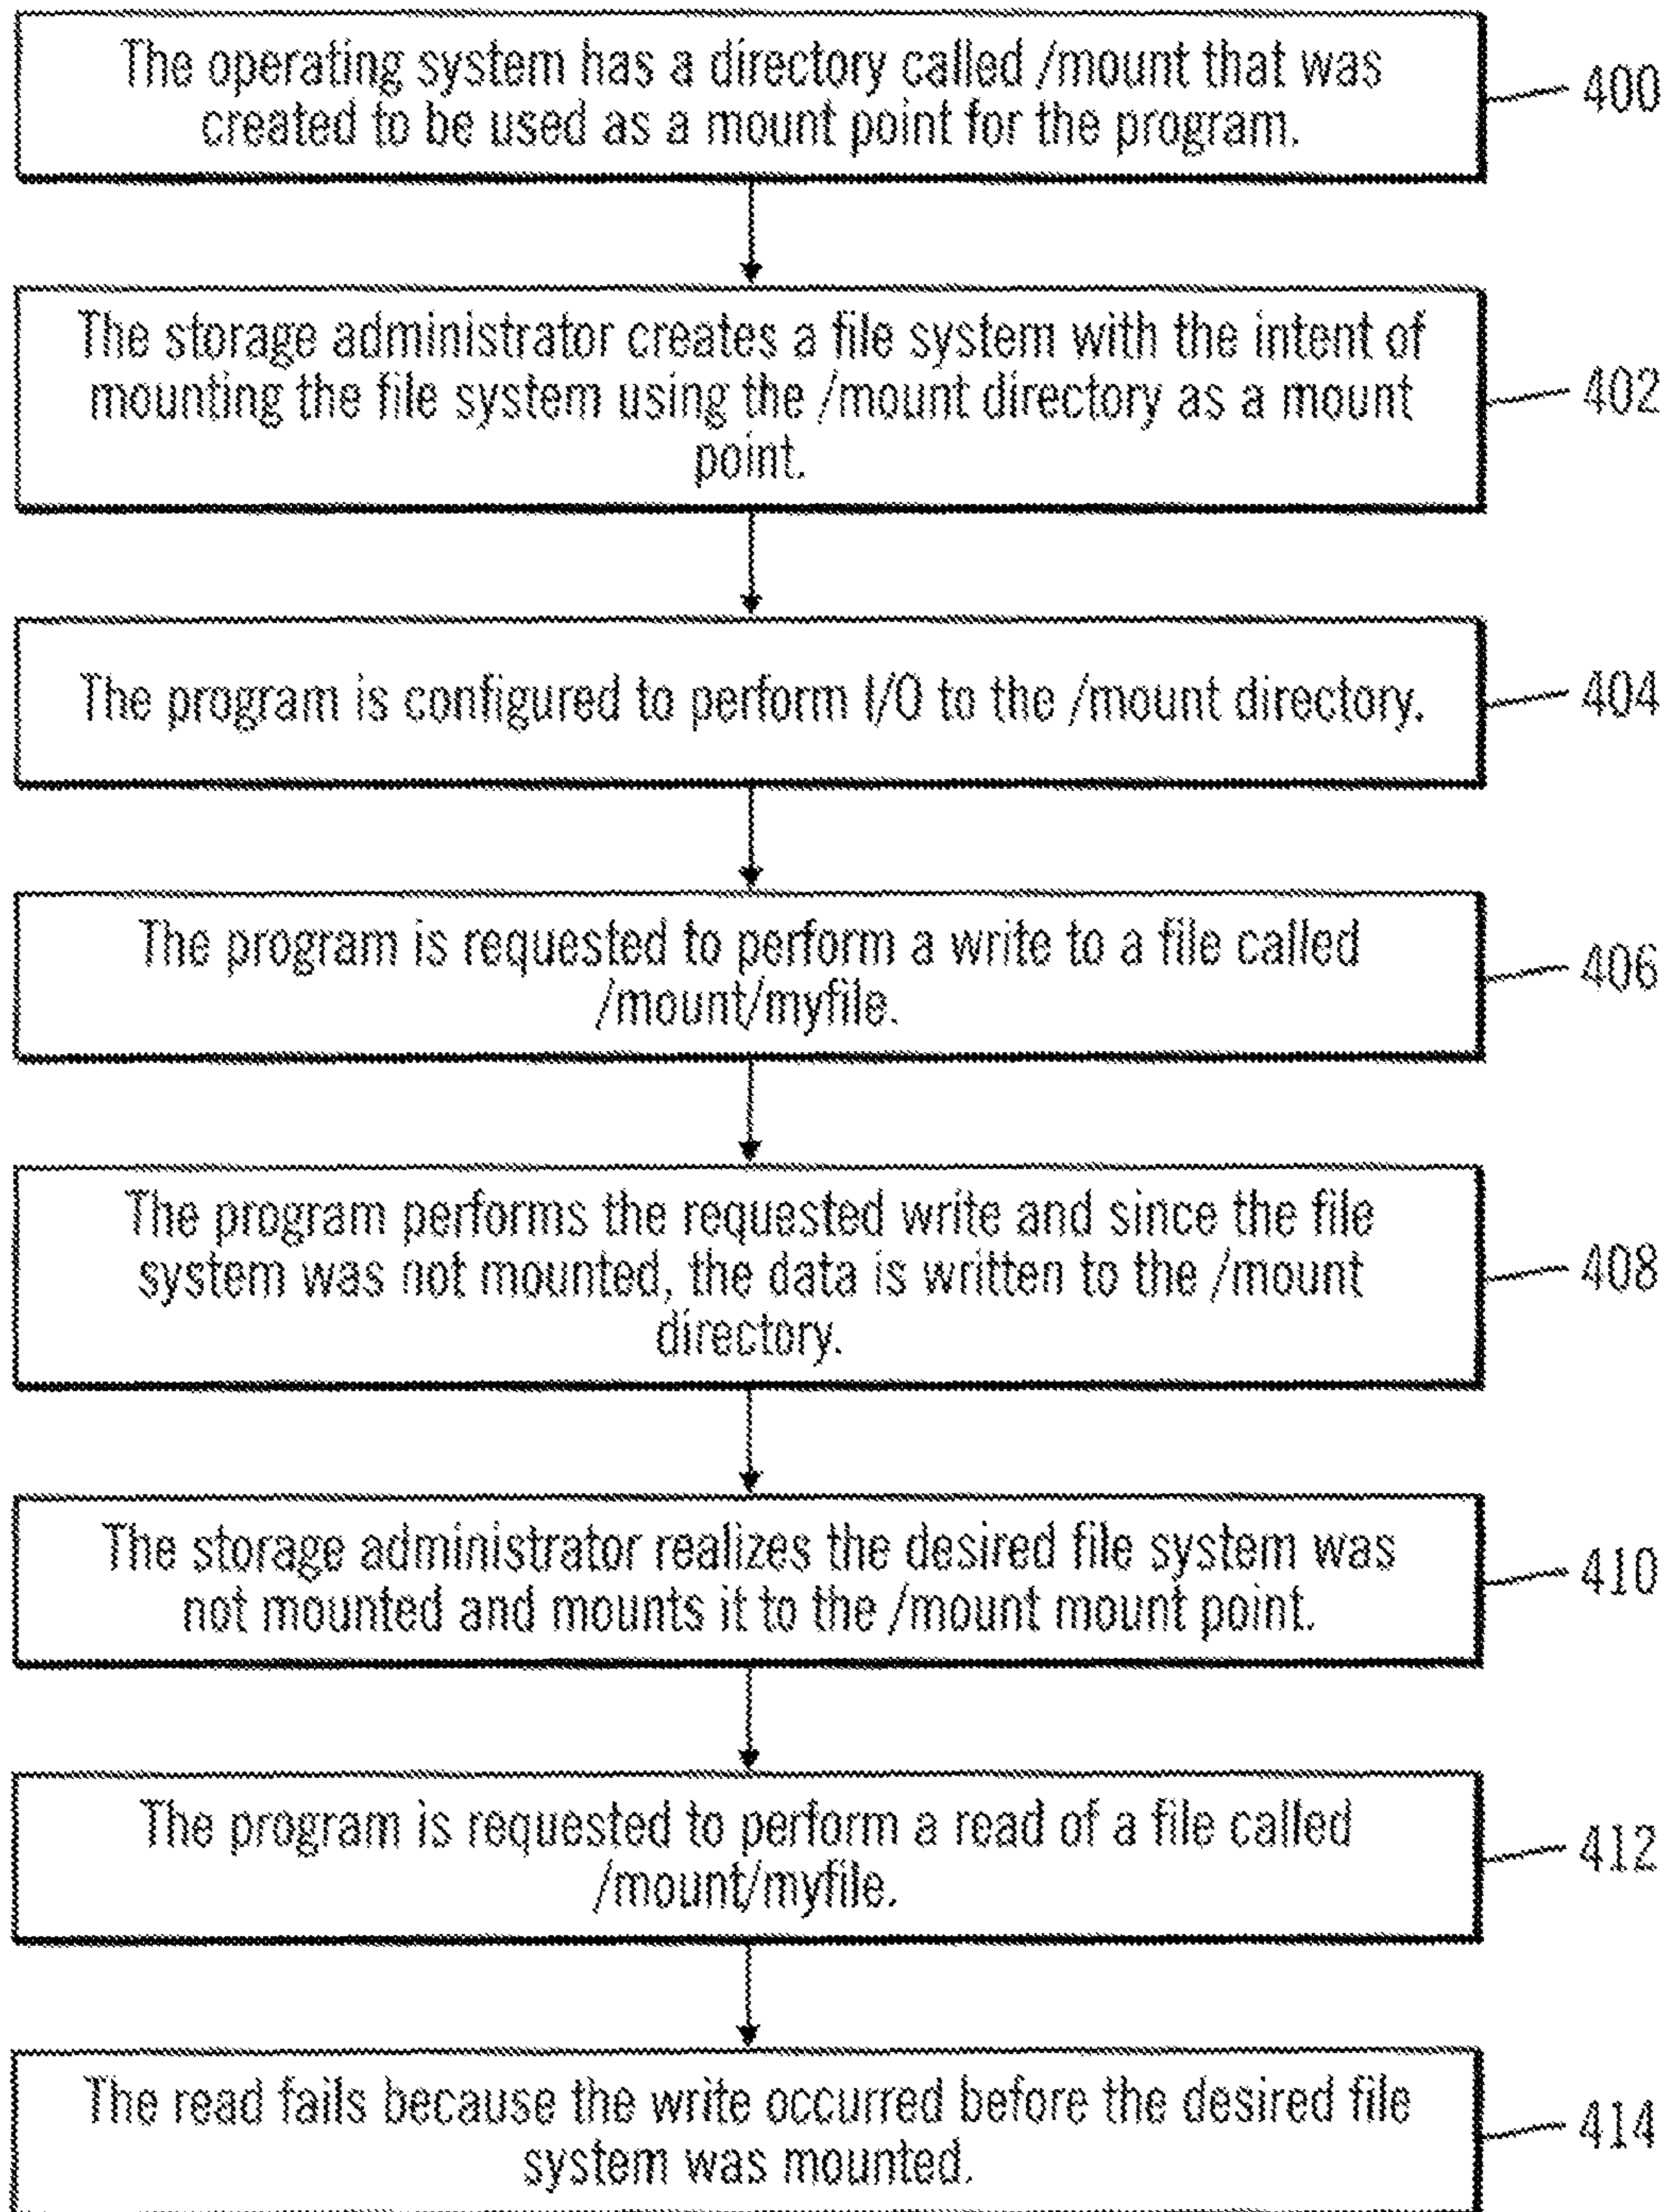 The operating system has a directory called /mount that was
created to be used as a mount point for the program.
400
The storage administrator creates a file system with the intent of
mounting the file system using the /mount directory as a mount
point.
402
The program is configured to perform I/O to the /mount directory.
404
The program is requested to perform a write to a file called
/mount/myfile.
406
The program performs the requested write and since the file
system was not mounted, the data is written to the /mount
directory.
408
The storage administrator realizes the desired file system was
not mounted and mounts it to the /mount mount point.
410
The program is requested to perform a read of a file called
/mount/myfile.
412
The read fails because the write occurred before the desired file
system was mounted.
414